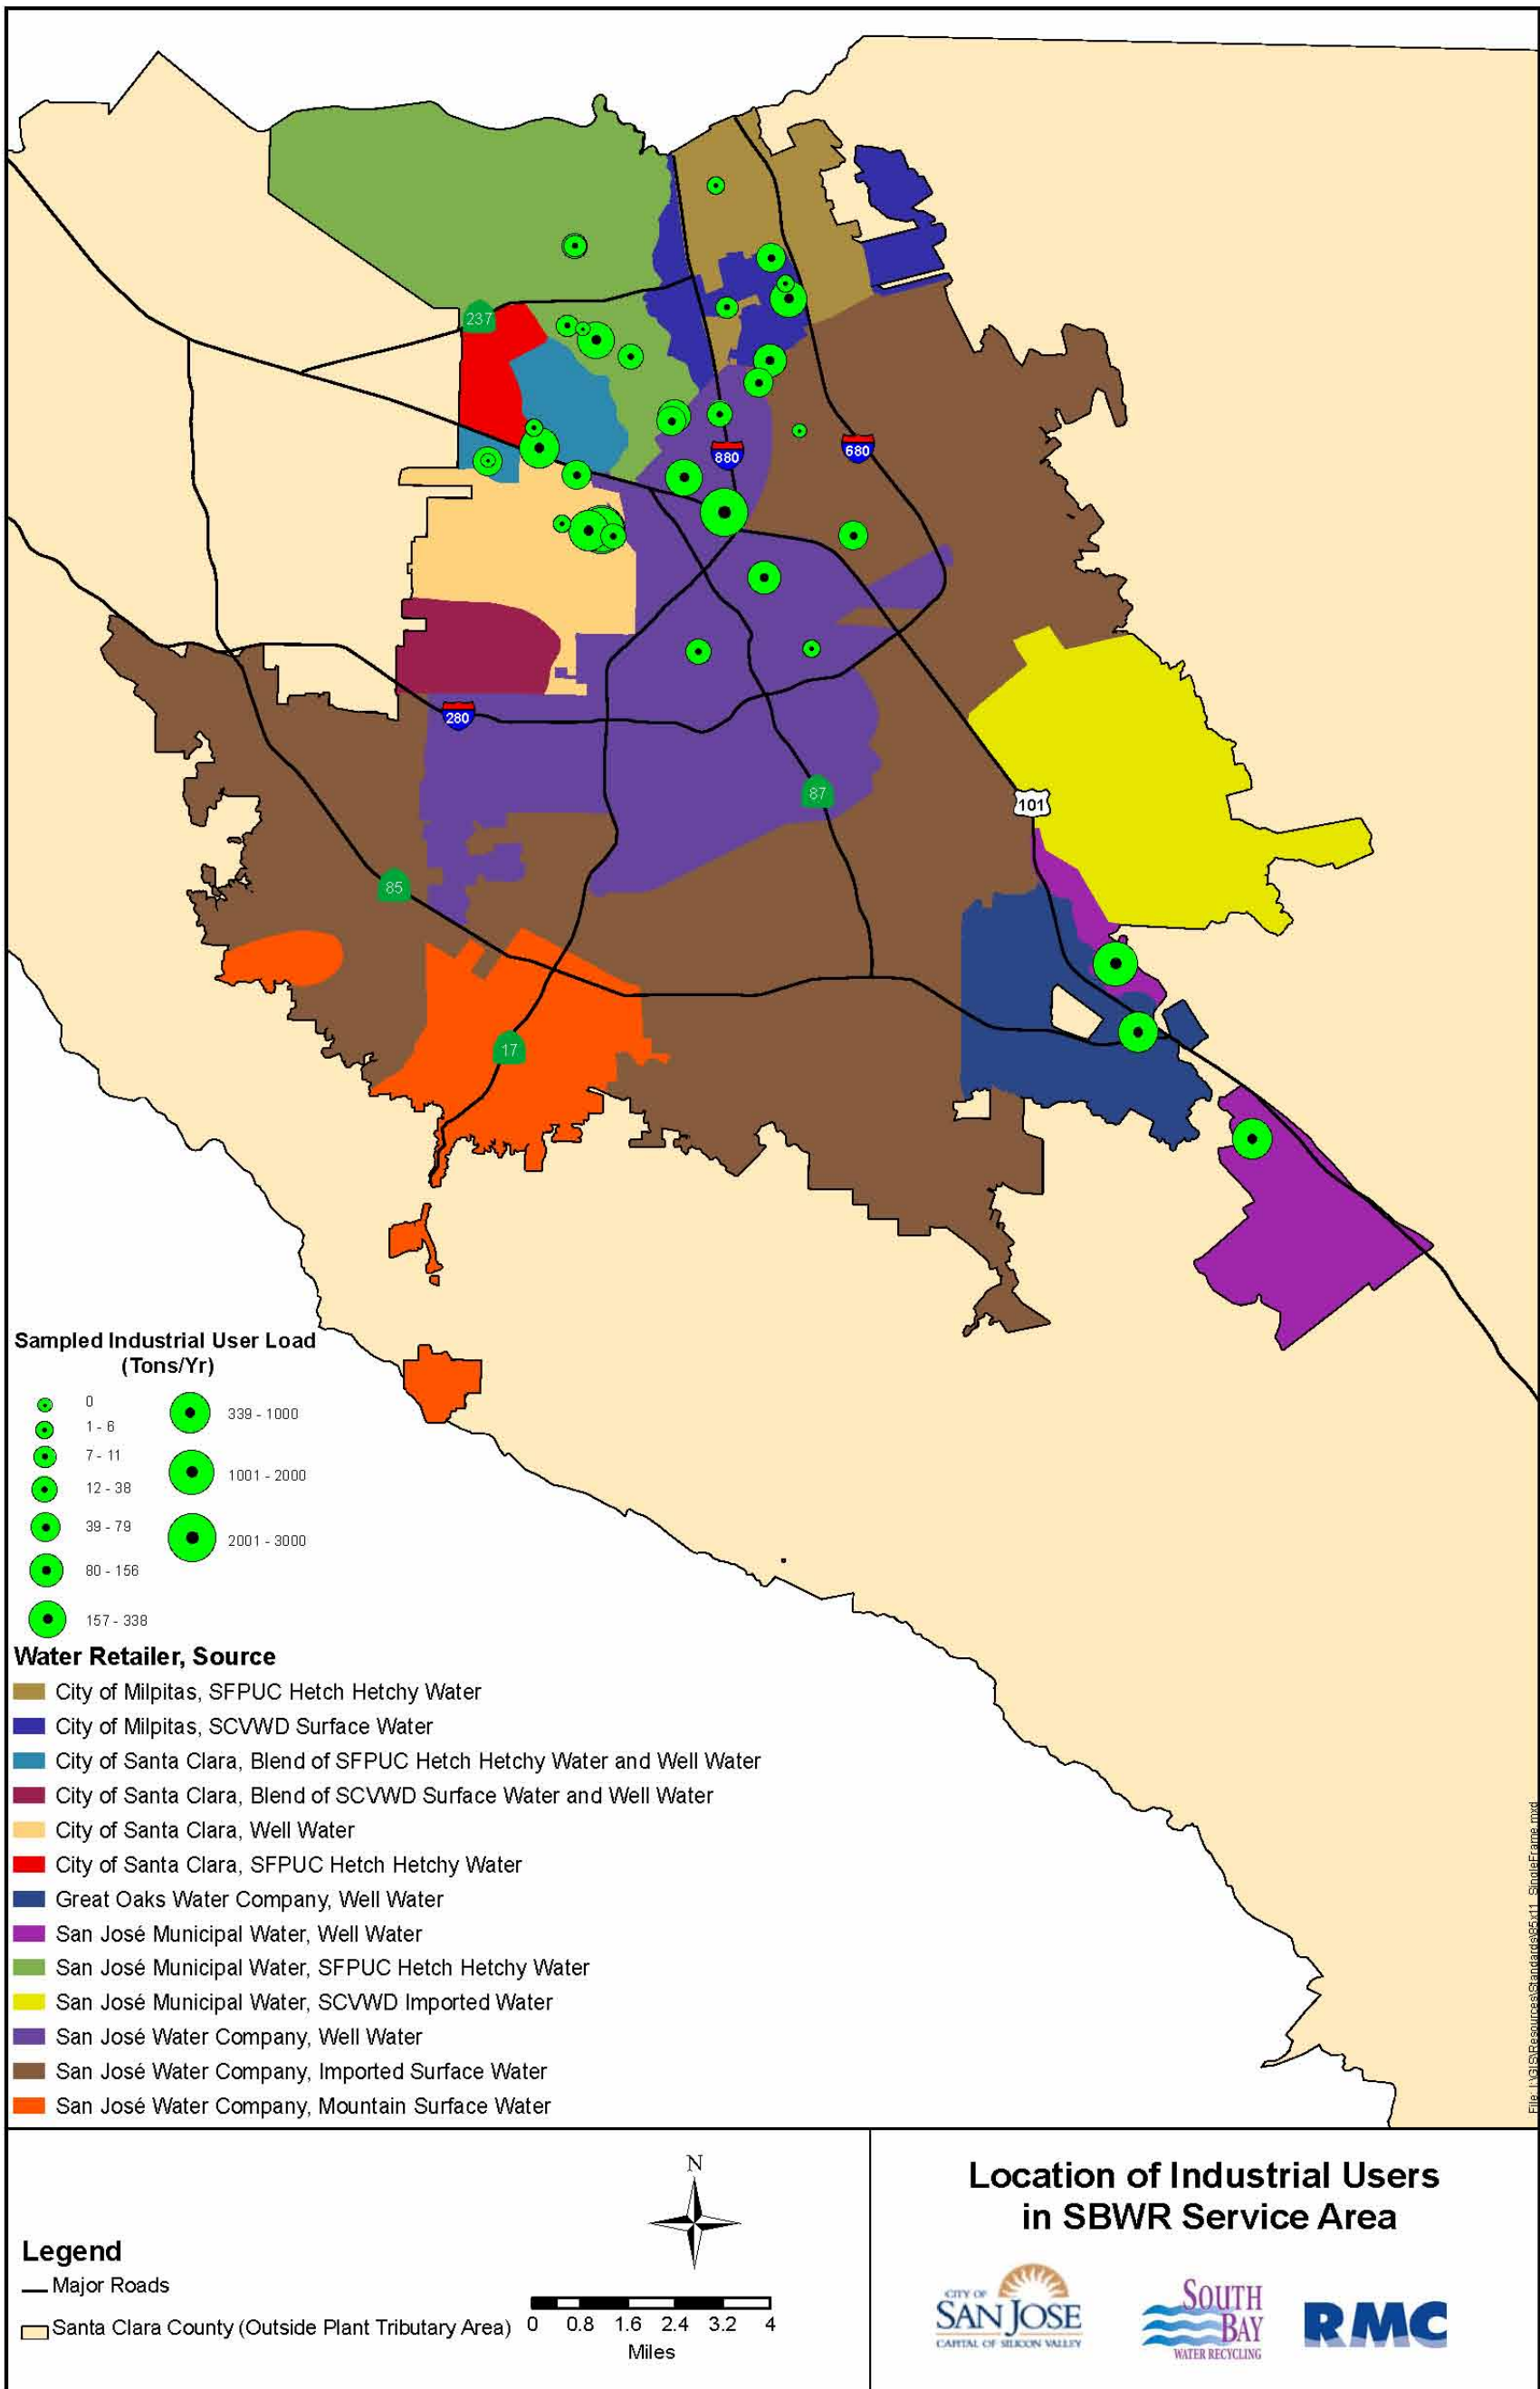 237
880
680
280
87
101
85
17
Sampled Industrial User Load
(Tons/Yr)
0
1 - 6
7 - 11
12 - 38
39 - 79
80 - 156
157 - 338
339 - 1000
1001 - 2000
2001 - 3000
Water Retailer, Source
City of Milpitas, SFPUC Hetch Hetchy Water
City of Milpitas, SCVWD Surface Water
City of Santa Clara, Blend of SFPUC Hetch Hetchy Water and Well Water
City of Santa Clara, Blend of SCVWD Surface Water and Well Water
City of Santa Clara, Well Water
City of Santa Clara, SFPUC Hetch Hetchy Water
Great Oaks Water Company, Well Water
San José Municipal Water, Well Water
San José Municipal Water, SFPUC Hetch Hetchy Water
San José Municipal Water, SCVWD Imported Water
San José Water Company, Well Water
San José Water Company, Imported Surface Water
San José Water Company, Mountain Surface Water
File: I:\GIS\Resources\Standards\85x11_SingleFrame.mxd
Legend
Major Roads
Santa Clara County (Outside Plant Tributary Area)
N
0 0.8 1.6 2.4 3.2 4
Miles
Location of Industrial Users
in SBWR Service Area
CITY OF
SAN JOSE
CAPITAL OF SILICON VALLEY
SOUTH
BAY
WATER RECYCLING
RMC